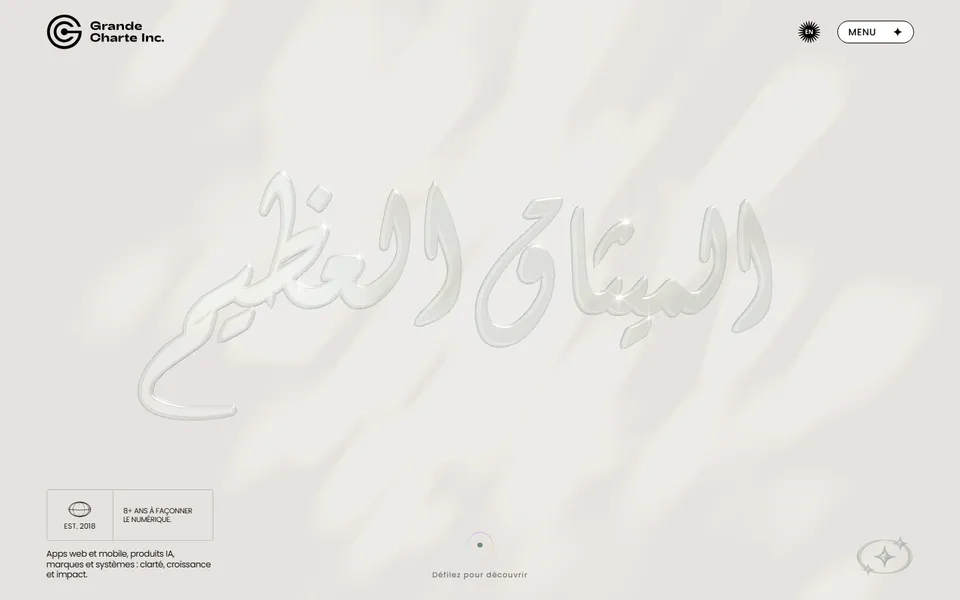 Grande
Charte Inc.
EN
MENU
الميثاق العظيم
EST. 2018
8+ ANS À FAÇONNER
LE NUMÉRIQUE.
Apps web et mobile, produits IA,
marques et systèmes : clarté, croissance
et impact.
Défilez pour découvrir